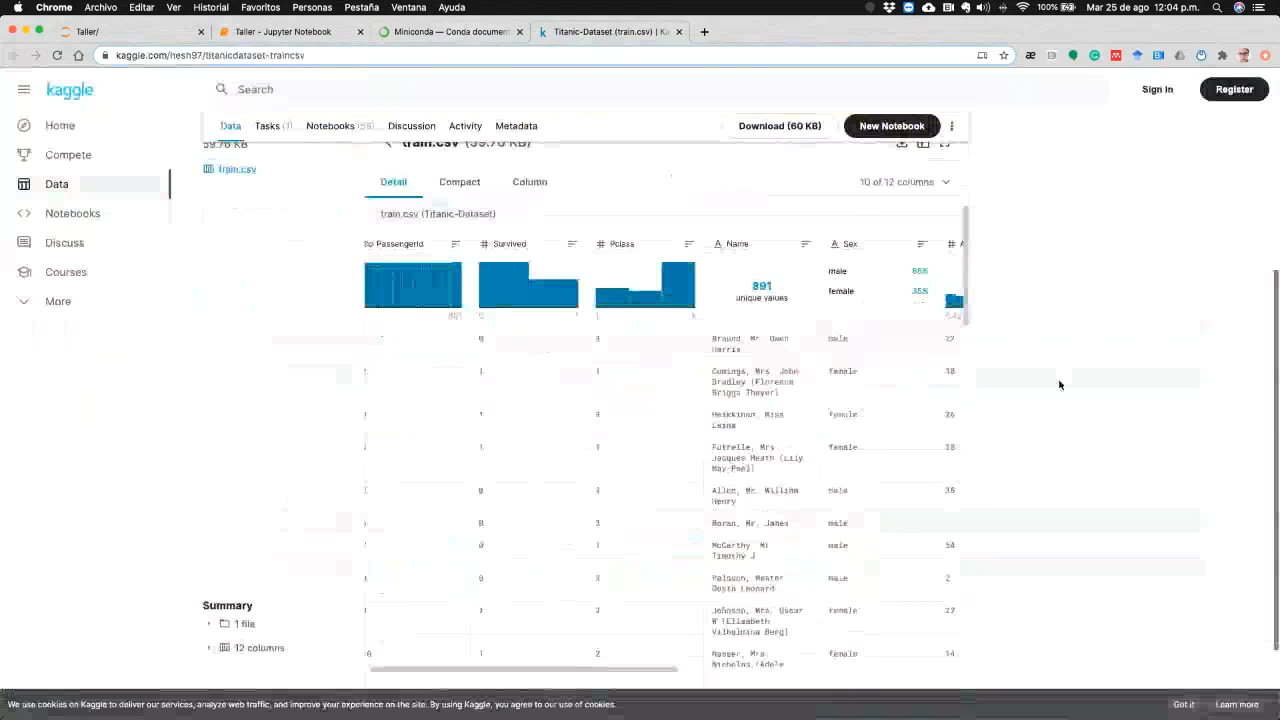 Chrome Archivo Editar Ver Historial Favoritos Personas Pestaña Ventana Ayuda 100% Mar 25 de ago 12:04 p.m.
Taller/ Taller - Jupyter Notebook Miniconda — Conda document Titanic-Dataset (train.csv) | Ka
kaggle.com/hesh97/titanicdataset-traincsv
kaggle Search Sign In Register
Home
Compete
Data
Notebooks
Discuss
Courses
More
Data Tasks (1) Notebooks Discussion Activity Metadata Download (60 KB) New Notebook
train.csv
train.csv
Detail Compact Column 10 of 12 columns
train.csv (Titanic-Dataset)
PassengerId # Survived # Pclass A Name A Sex #
891
unique values
male 65%
female 35%
Braund, Mr. Owen
Harris
male 22
Cumings, Mrs. John
Bradley (Florence
Briggs Thayer)
female 38
Heikkinen, Miss.
Laina
female 26
Futrelle, Mrs.
Jacques Heath (Lily
May Peel)
female
Allen, Mr. William
Henry
male
Moran, Mr. James
male
McCarthy, Mr.
Timothy J
male 54
Palsson, Master.
Gosta Leonard
male 2
Johnson, Mrs. Oscar
W (Elisabeth
Vilhelmina Berg)
female 27
Nasser, Mrs.
Nicholas (Adele
female 14
Summary
1 file
12 columns
We use cookies on Kaggle to deliver our services, analyze web traffic, and improve your experience on the site. By using Kaggle, you agree to our use of cookies. Got it Learn more